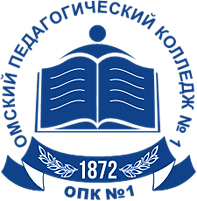 ОМСКИЙ ПЕДАГОГИЧЕСКИЙ КОЛЛЕДЖ № 1
1872
ОПК №1